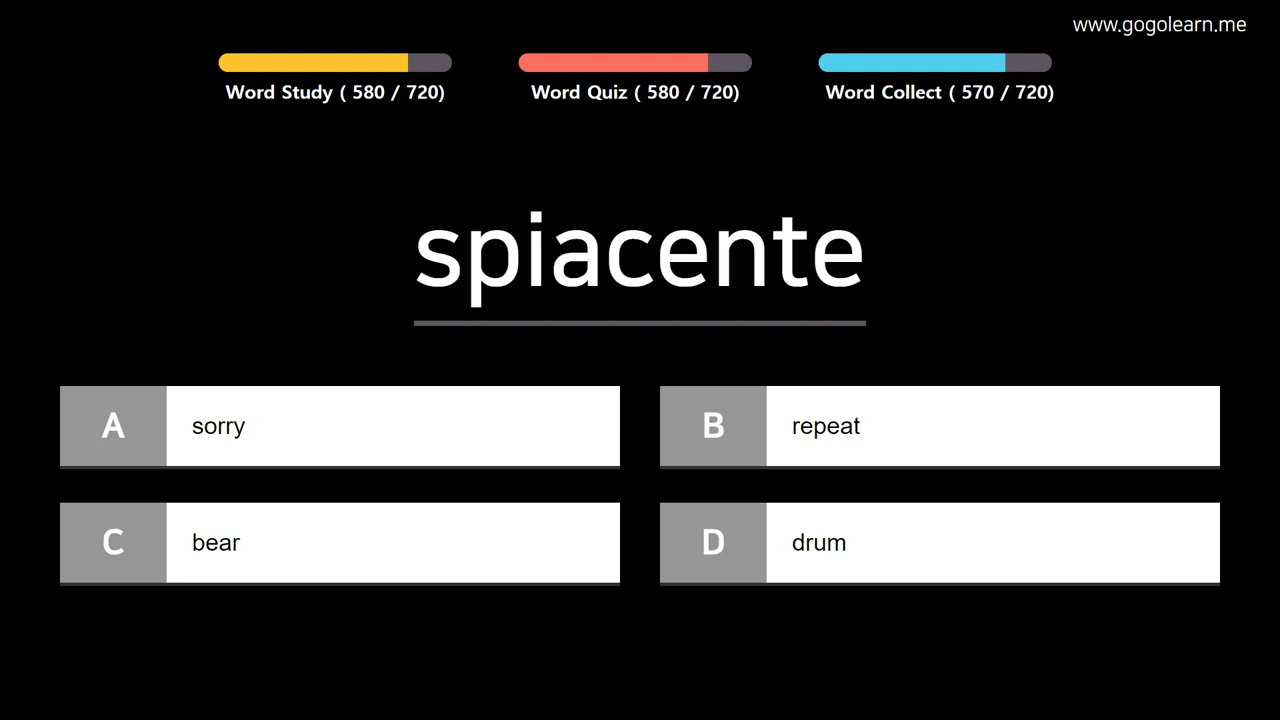 www.gogolearn.me
Word Study ( 580 / 720)
Word Quiz ( 580 / 720)
Word Collect ( 570 / 720)
spiacente
A sorry
B repeat
C bear
D drum